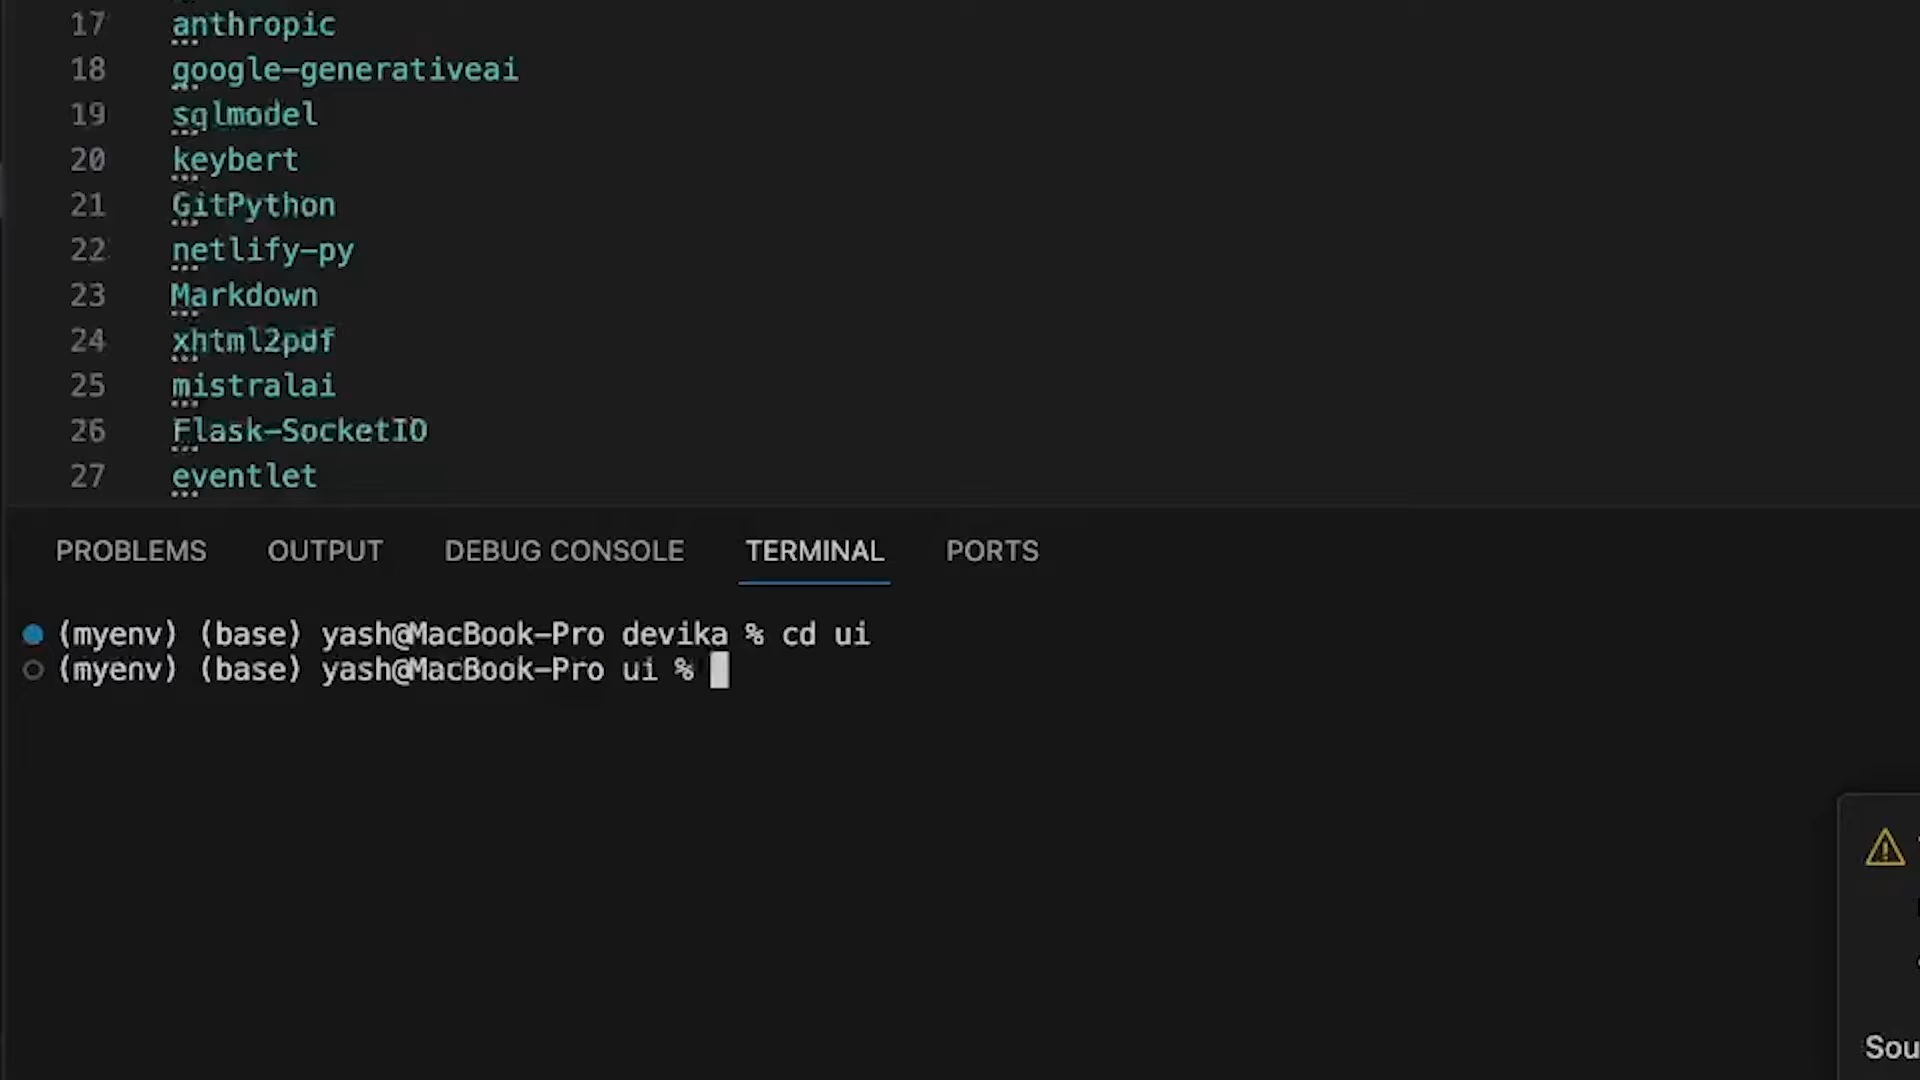 17 anthropic
18 google-generativeai
19 sqlmodel
20 keybert
21 GitPython
22 netlify-py
23 Markdown
24 xhtml2pdf
25 mistralai
26 Flask-SocketIO
27 eventlet
PROBLEMS OUTPUT DEBUG CONSOLE TERMINAL PORTS
(myenv) (base) yash@MacBook-Pro devika % cd ui
(myenv) (base) yash@MacBook-Pro ui %
Sou